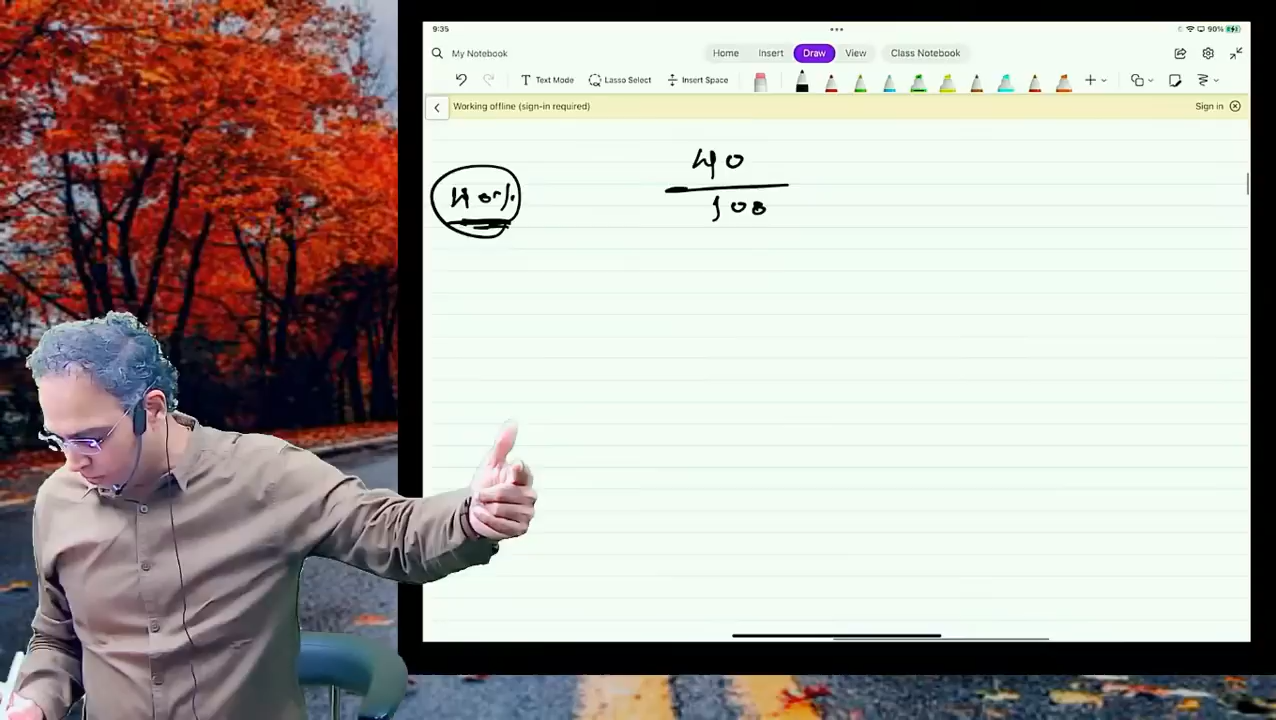 9:35
90%
My Notebook
Home Insert Draw View Class Notebook
Text Mode Lasso Select Insert Space
Working offline (sign-in required)
Sign in
40%
40
100